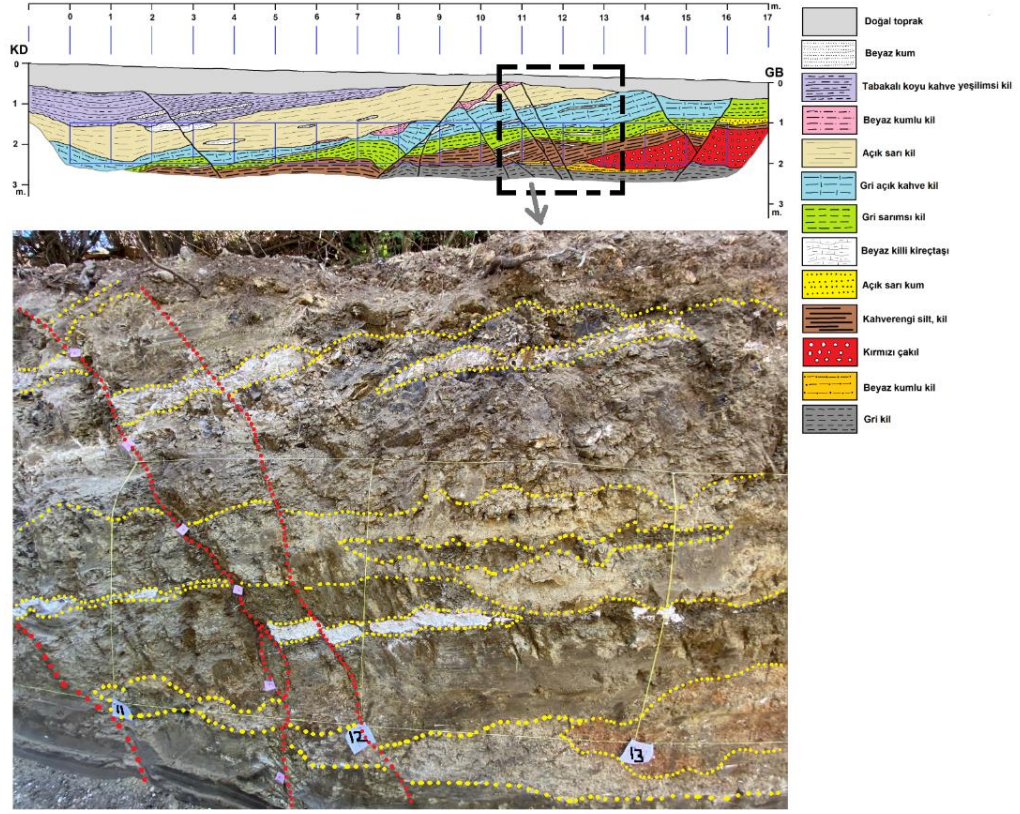 m.
0 1 2 3 4 5 6 7 8 9 10 11 12 13 14 15 16 17
KD
GB
0
1
2
3
m.
0
1
2
3
m.
Doğal toprak
Beyaz kum
Tabakalı koyu kahve yeşilimsi kil
Beyaz kumlu kil
Açık sarı kil
Gri açık kahve kil
Gri sarımsı kil
Beyaz killi kireçtaşı
Açık sarı kum
Kahverengi silt, kil
Kırmızı çakıl
Beyaz kumlu kil
Gri kil
11
12
13